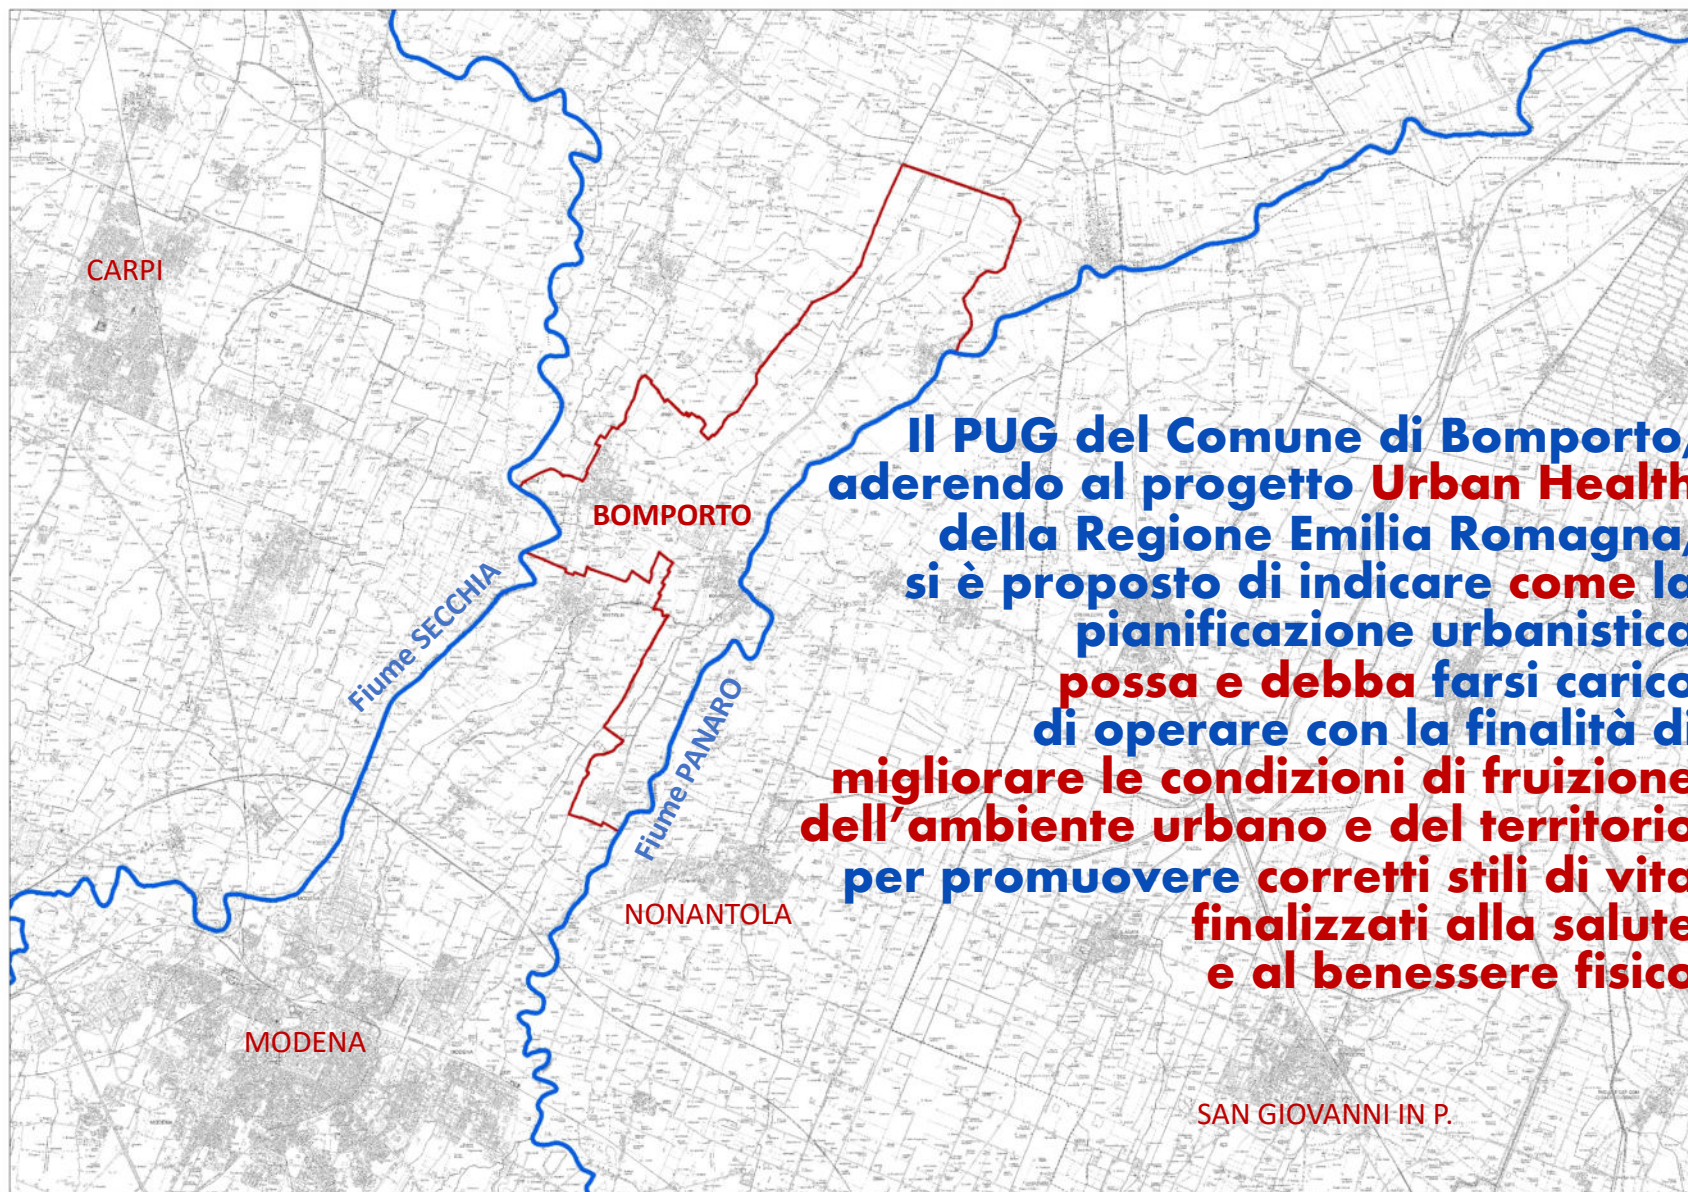 CARPI
Il PUG del Comune di Bomporto,
aderendo al progetto Urban Health
della Regione Emilia Romagna,
si è proposto di indicare come la
pianificazione urbanistica
possa e debba farsi carico
di operare con la finalità di
migliorare le condizioni di fruizione
dell'ambiente urbano e del territorio
per promuovere corretti stili di vita
finalizzati alla salute
e al benessere fisico
BOMPORTO
Fiume SECCHIA
Fiume PANARO
NONANTOLA
MODENA
SAN GIOVANNI IN P.